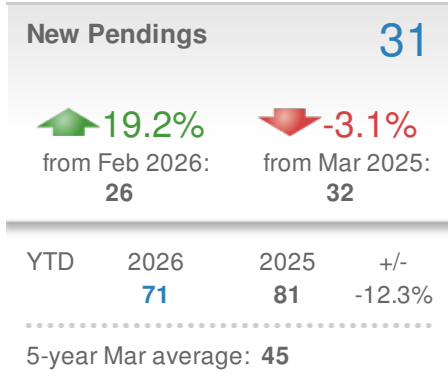 New Pendings 31
19.2% -3.1%
from Feb 2026: from Mar 2025:
26 32
YTD 2026 2025 +/-
71 81 -12.3%
5-year Mar average: 45